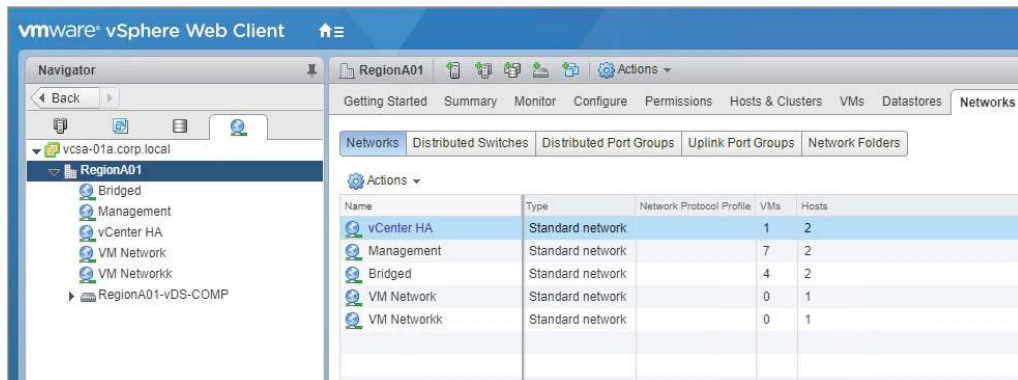 vmware® vSphere Web Client
Navigator
Back
vcsa-01a.corp.local
RegionA01
Bridged
Management
vCenter HA
VM Network
VM Networkk
RegionA01-vDS-COMP
RegionA01 Actions
Getting Started Summary Monitor Configure Permissions Hosts & Clusters VMs Datastores Networks
Networks Distributed Switches Distributed Port Groups Uplink Port Groups Network Folders
Actions
Name Type Network Protocol Profile VMs Hosts
vCenter HA Standard network 1 2
Management Standard network 7 2
Bridged Standard network 4 2
VM Network Standard network 0 1
VM Networkk Standard network 0 1